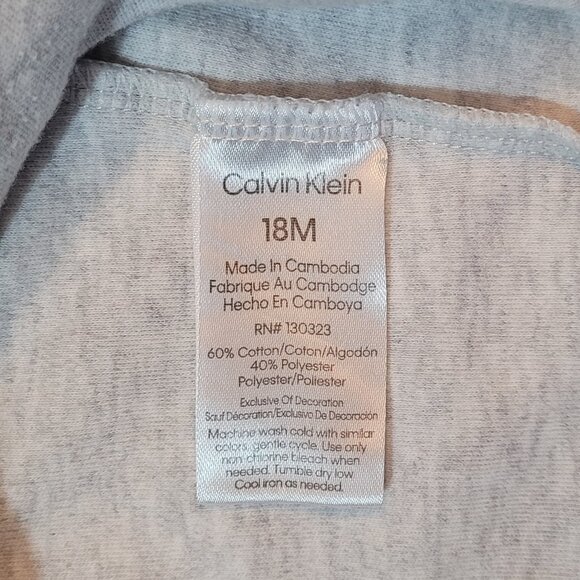 Calvin Klein
18M
Made In Cambodia
Fabrique Au Cambodge
Hecho En Camboya
RN# 130323
60% Cotton/Coton/Algodón
40% Polyester
Polyester/Poliester
Exclusive Of Decoration
Sauf Décoration/Exclusivo De Decoración
Machine wash cold with similar
colors, gentle cycle. Use only
non chlorine bleach when
needed. Tumble dry low
Cool iron as needed.